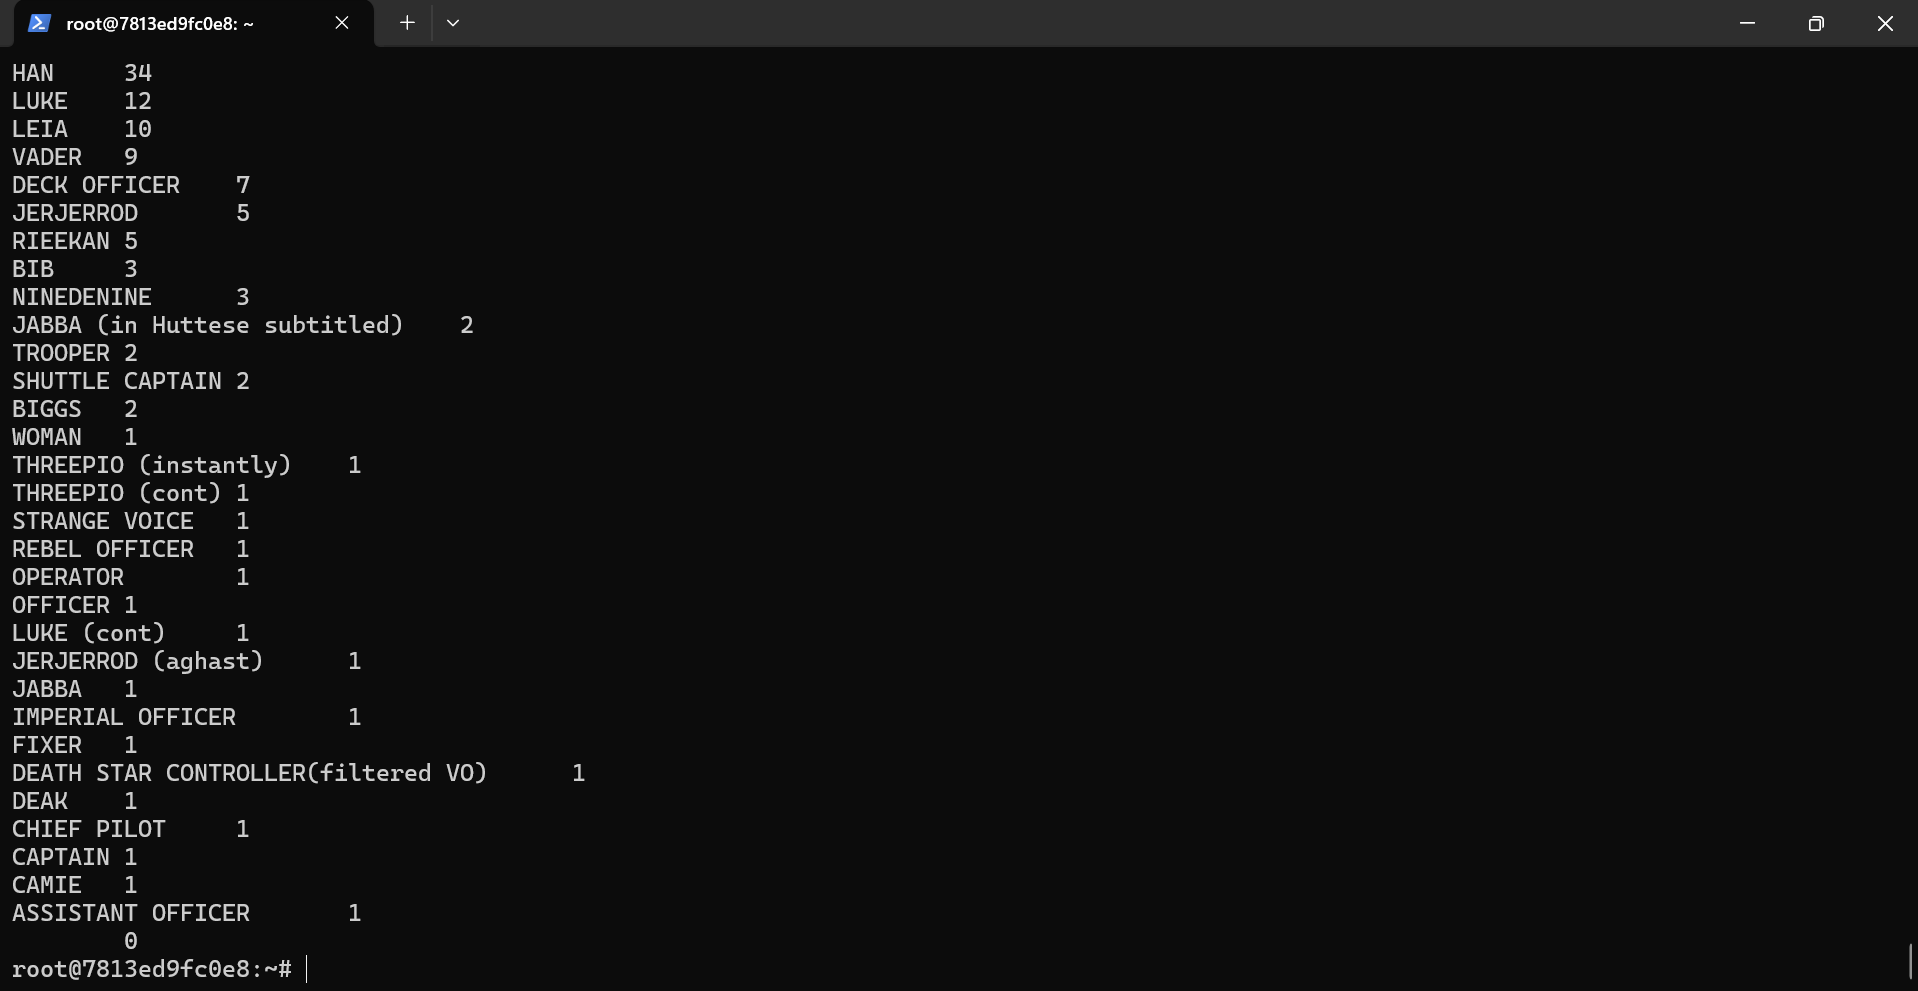 root@7813ed9fc0e8: ~
HAN	34
LUKE	12
LEIA	10
VADER	9
DECK OFFICER	7
JERJERROD	5
RIEEKAN	5
BIB	3
NINEDENINE	3
JABBA (in Huttese subtitled)	2
TROOPER	2
SHUTTLE CAPTAIN	2
BIGGS	2
WOMAN	1
THREEPIO (instantly)	1
THREEPIO (cont)	1
STRANGE VOICE	1
REBEL OFFICER	1
OPERATOR	1
OFFICER	1
LUKE (cont)	1
JERJERROD (aghast)	1
JABBA	1
IMPERIAL OFFICER	1
FIXER	1
DEATH STAR CONTROLLER(filtered VO)	1
DEAK	1
CHIEF PILOT	1
CAPTAIN	1
CAMIE	1
ASSISTANT OFFICER	1
	0
root@7813ed9fc0e8:~#